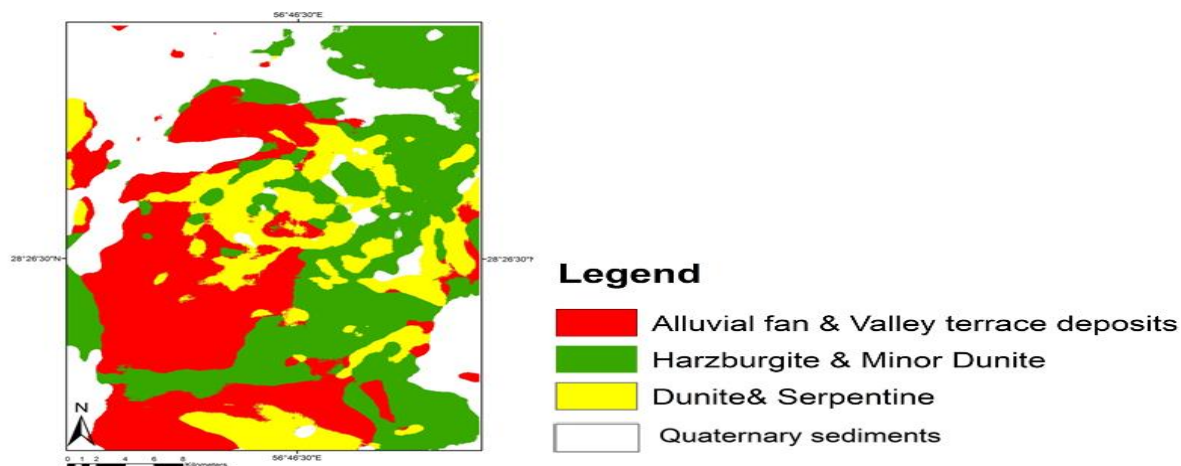 56°46'30"E
28°26'30"N
28°26'30"N
Legend
Alluvial fan & Valley terrace deposits
Harzburgite & Minor Dunite
Dunite& Serpentine
Quaternary sediments
N
0 1 2 4 6 8
Kilometers
56°46'30"E